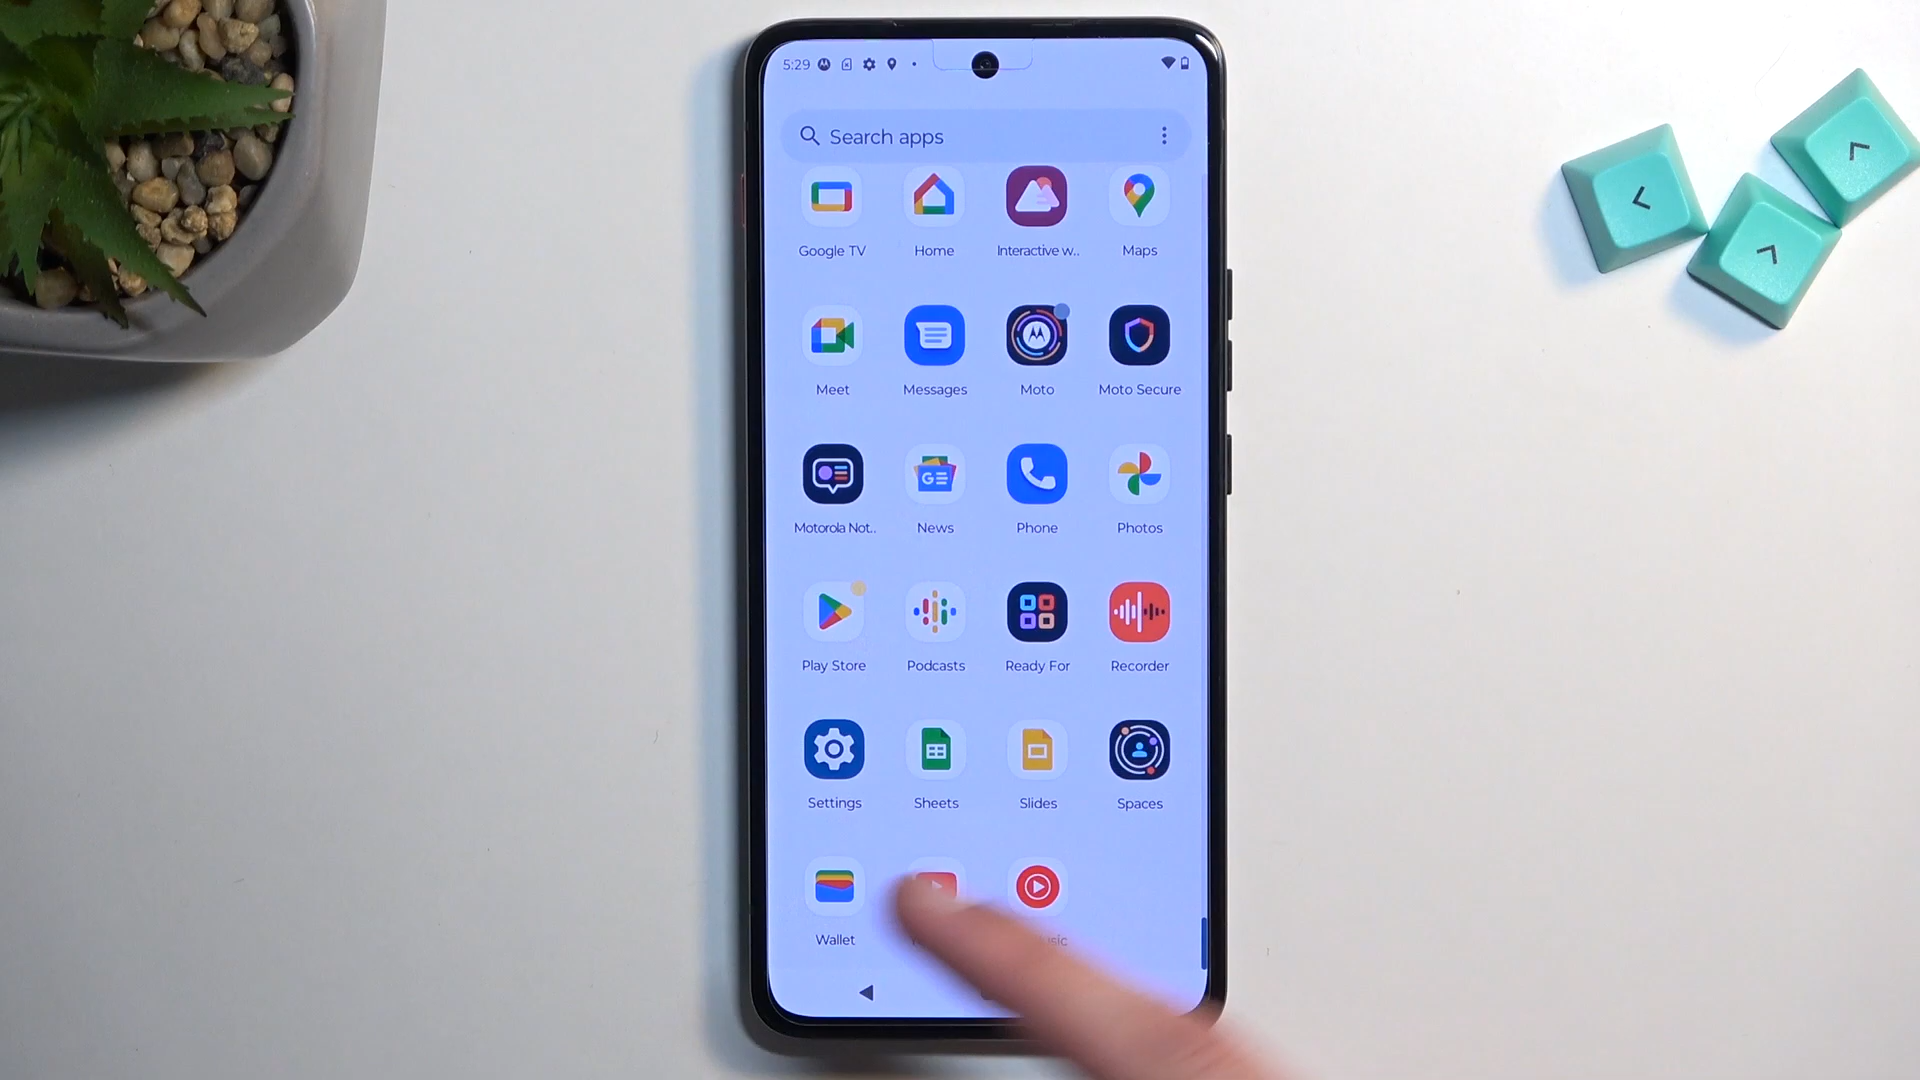 5:29
Search apps
Google TV Home Interactive w.. Maps
Meet Messages Moto Moto Secure
Motorola Not.. News Phone Photos
GE
Play Store Podcasts Ready For Recorder
Settings Sheets Slides Spaces
Wallet